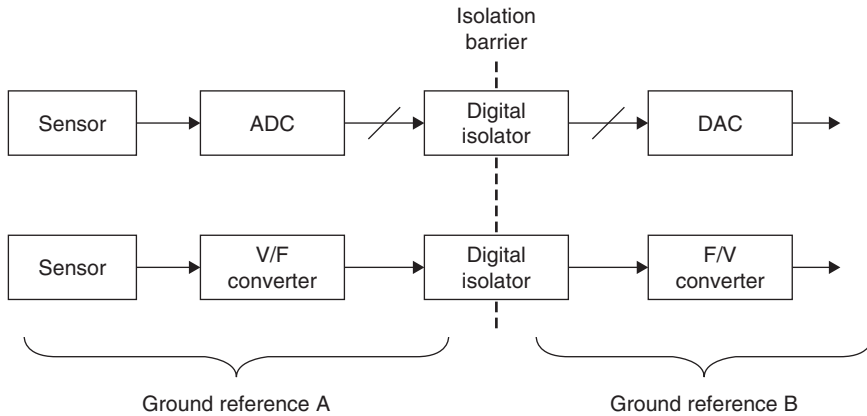 Isolation
barrier
Sensor
ADC
Digital
isolator
DAC
Sensor
V/F
converter
Digital
isolator
F/V
converter
Ground reference A
Ground reference B